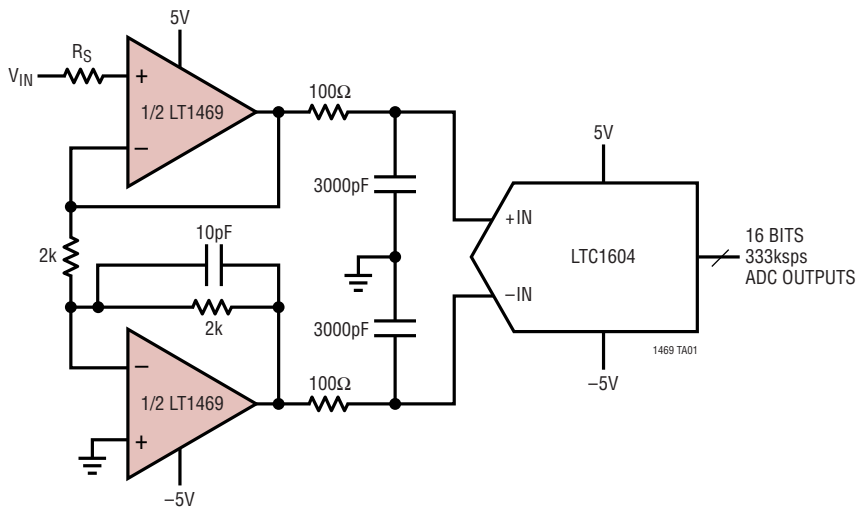 5V
R_S
V_IN
+
1/2 LT1469
−
100Ω
3000pF
5V
+IN
LTC1604
−IN
16 BITS
333ksps
ADC OUTPUTS
2k
10pF
2k
3000pF
1469 TA01
−5V
−
1/2 LT1469
+
100Ω
−5V